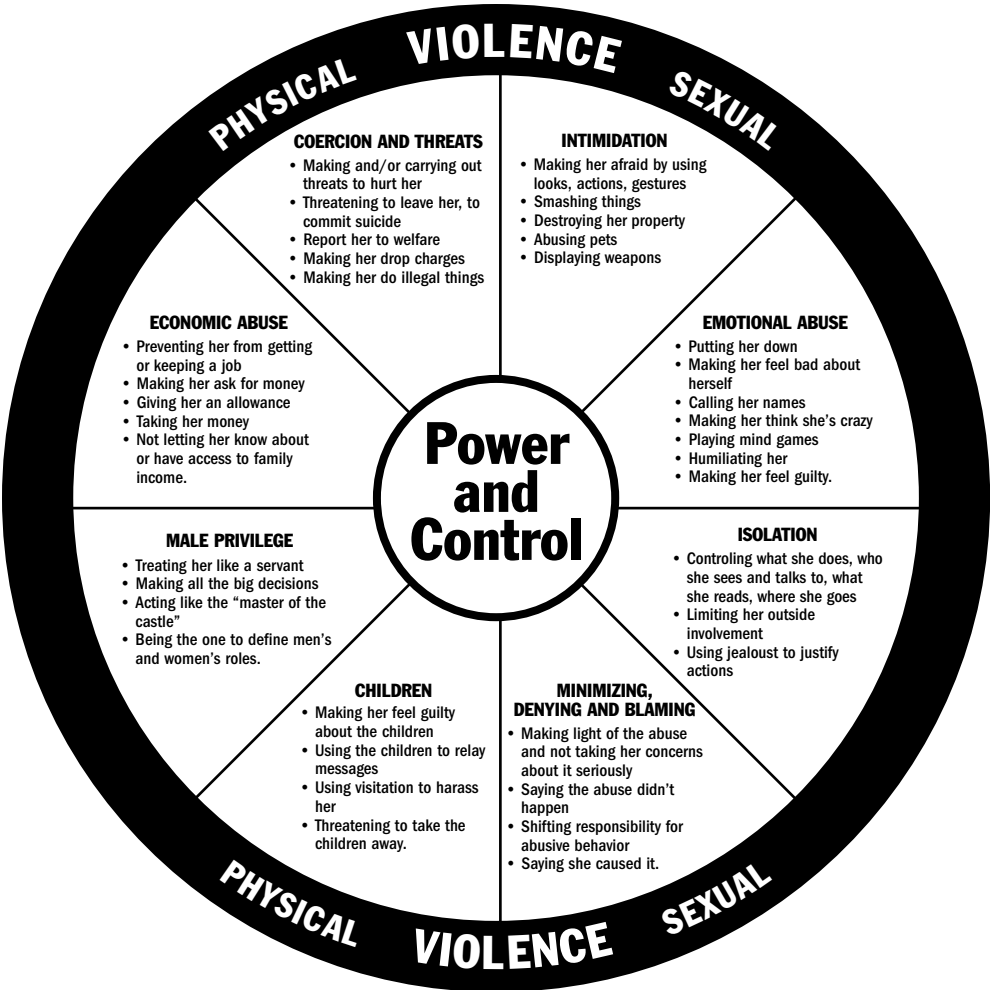 PHYSICAL VIOLENCE SEXUAL
COERCION AND THREATS
• Making and/or carrying out
threats to hurt her
• Threatening to leave her, to
commit suicide
• Report her to welfare
• Making her drop charges
• Making her do illegal things
INTIMIDATION
• Making her afraid by using
looks, actions, gestures
• Smashing things
• Destroying her property
• Abusing pets
• Displaying weapons
ECONOMIC ABUSE
• Preventing her from getting
or keeping a job
• Making her ask for money
• Giving her an allowance
• Taking her money
• Not letting her know about
or have access to family
income.
EMOTIONAL ABUSE
• Putting her down
• Making her feel bad about
herself
• Calling her names
• Making her think she's crazy
• Playing mind games
• Humiliating her
• Making her feel guilty.
Power
and
Control
MALE PRIVILEGE
• Treating her like a servant
• Making all the big decisions
• Acting like the “master of the
castle”
• Being the one to define men's
and women's roles.
ISOLATION
• Controling what she does, who
she sees and talks to, what
she reads, where she goes
• Limiting her outside
involvement
• Using jealoust to justify
actions
CHILDREN
• Making her feel guilty
about the children
• Using the children to relay
messages
• Using visitation to harass
her
• Threatening to take the
children away.
MINIMIZING,
DENYING AND BLAMING
• Making light of the abuse
and not taking her concerns
about it seriously
• Saying the abuse didn't
happen
• Shifting responsibility for
abusive behavior
• Saying she caused it.
PHYSICAL VIOLENCE SEXUAL